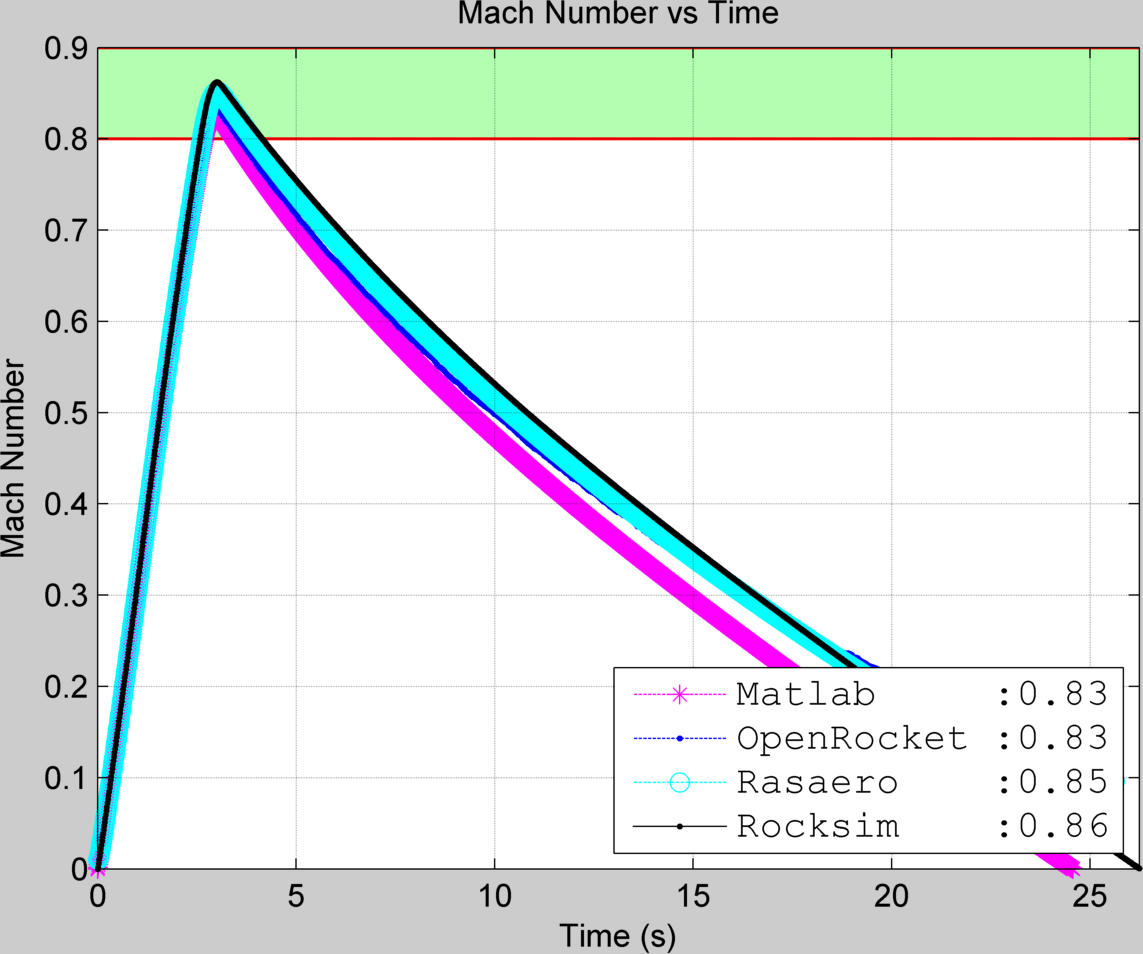 Mach Number vs Time
Mach Number
0.9
0.8
0.7
0.6
0.5
0.4
0.3
0.2
0.1
0
Matlab :0.83
OpenRocket :0.83
Rasaero :0.85
Rocksim :0.86
0 5 10 15 20 25
Time (s)